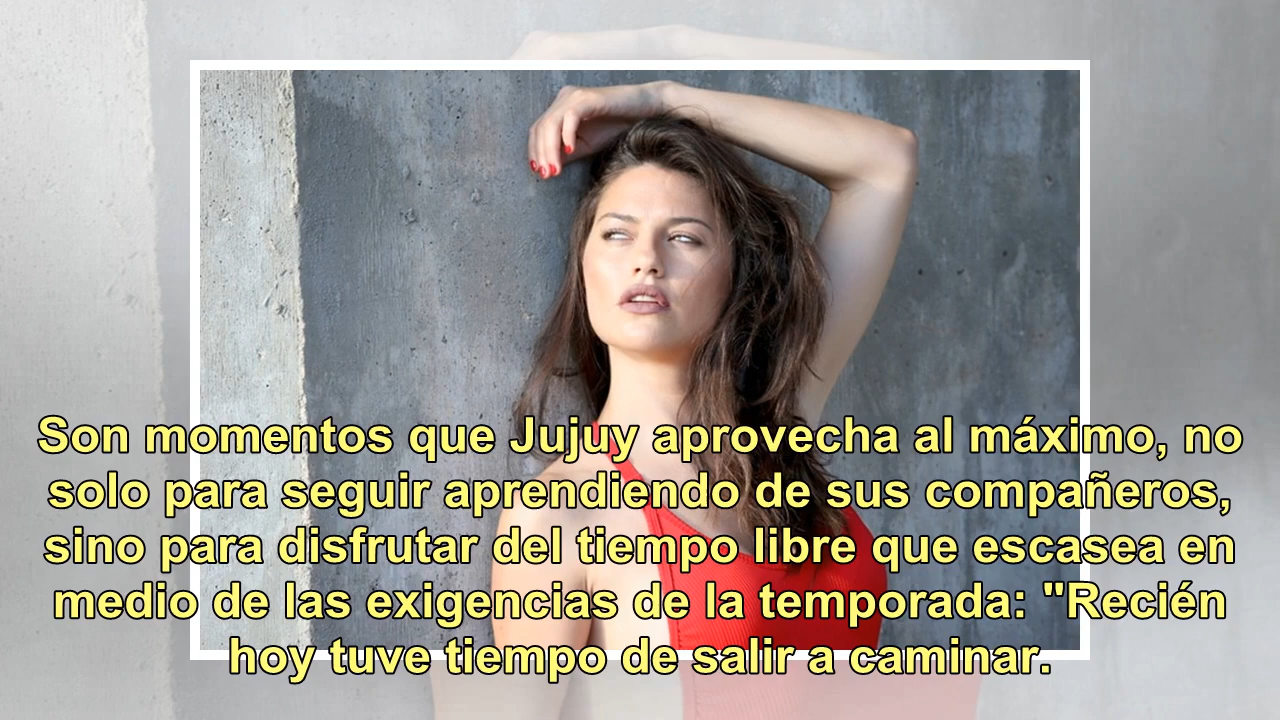 Son momentos que Jujuy aprovecha al máximo, no
solo para seguir aprendiendo de sus compañeros,
sino para disfrutar del tiempo libre que escasea en
medio de las exigencias de la temporada: "Recién
hoy tuve tiempo de salir a caminar.